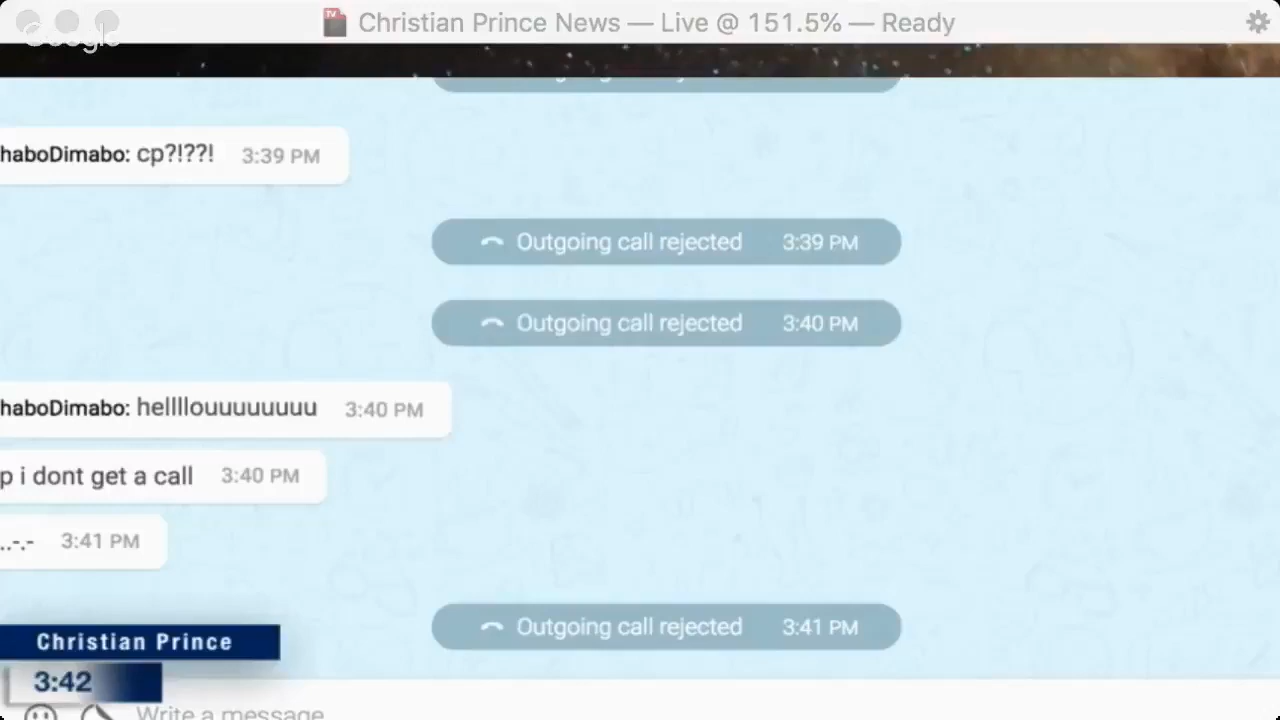 Christian Prince News — Live @ 151.5% — Ready
Google
haboDimabo: cp?!??! 3:39 PM
Outgoing call rejected 3:39 PM
Outgoing call rejected 3:40 PM
haboDimabo: hellllouuuuuuuu 3:40 PM
p i dont get a call 3:40 PM
..-.- 3:41 PM
Outgoing call rejected 3:41 PM
Christian Prince
3:42
Write a message